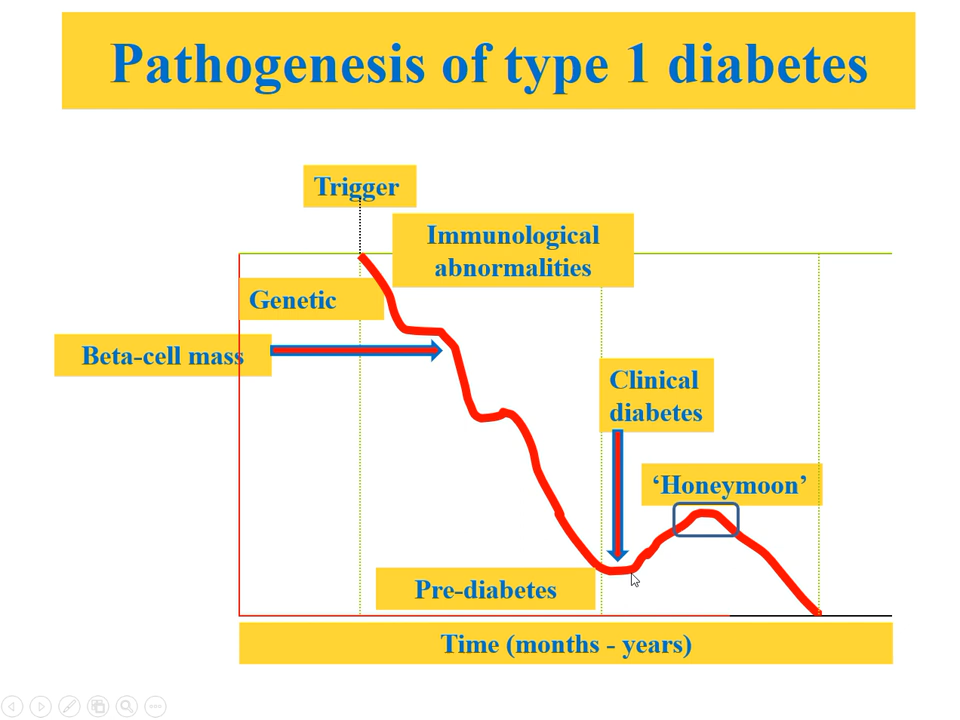 Pathogenesis of type 1 diabetes
Trigger
Immunological
abnormalities
Genetic
Beta-cell mass
Clinical
diabetes
‘Honeymoon’
Pre-diabetes
Time (months - years)